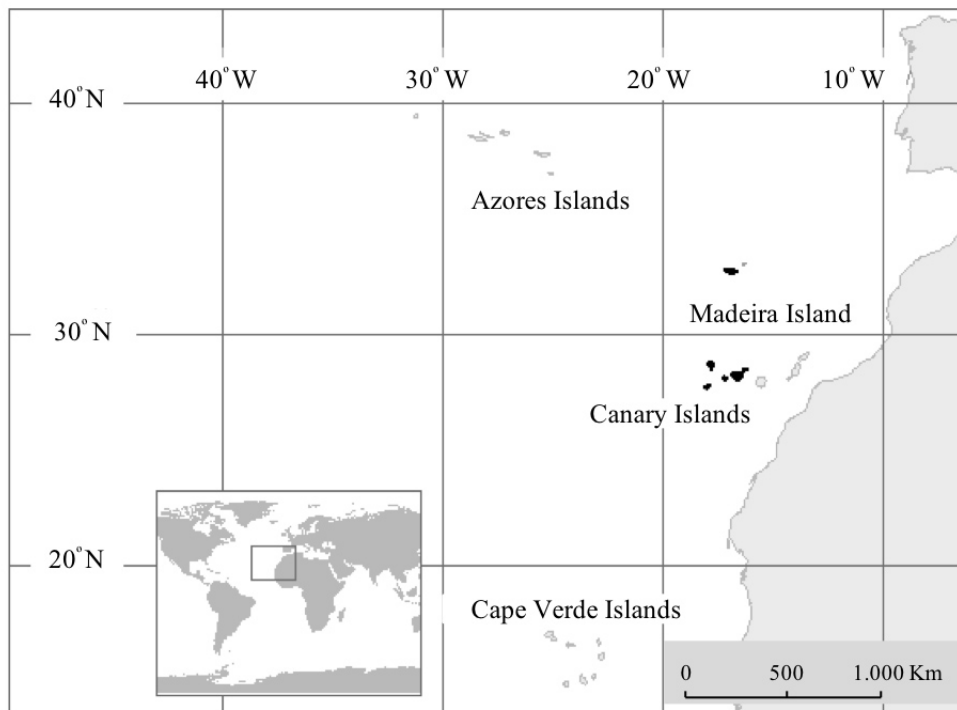 40°W 30°W 20°W 10°W
40°N
Azores Islands
Madeira Island
30°N
Canary Islands
20°N
Cape Verde Islands
0 500 1.000 Km